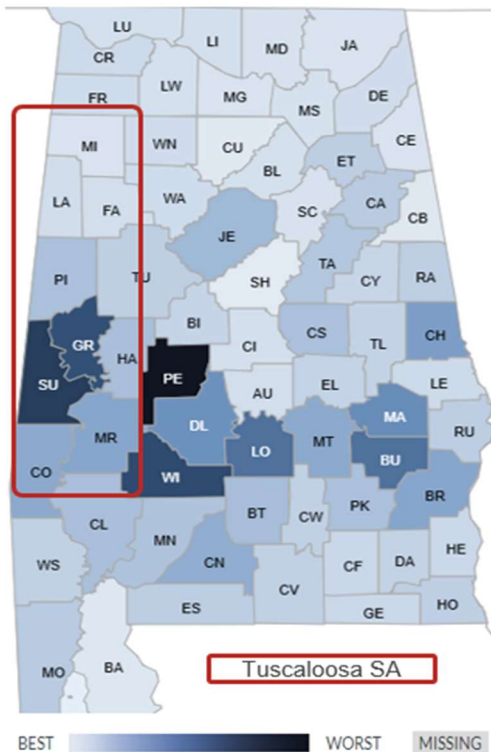 LU
LI
MD
JA
CR
LW
MG
MS
DE
FR
MI
WN
CU
BL
ET
CE
LA
FA
WA
JE
SC
CA
CB
PI
TU
SH
TA
CY
RA
GR
HA
BI
CI
CS
TL
CH
SU
PE
AU
EL
LE
MR
DL
LO
MT
MA
RU
CO
WI
BU
CL
MN
BT
CW
PK
BR
WS
CN
CV
CF
DA
HE
ES
GE
HO
MO
BA
Tuscaloosa SA
BEST WORST MISSING